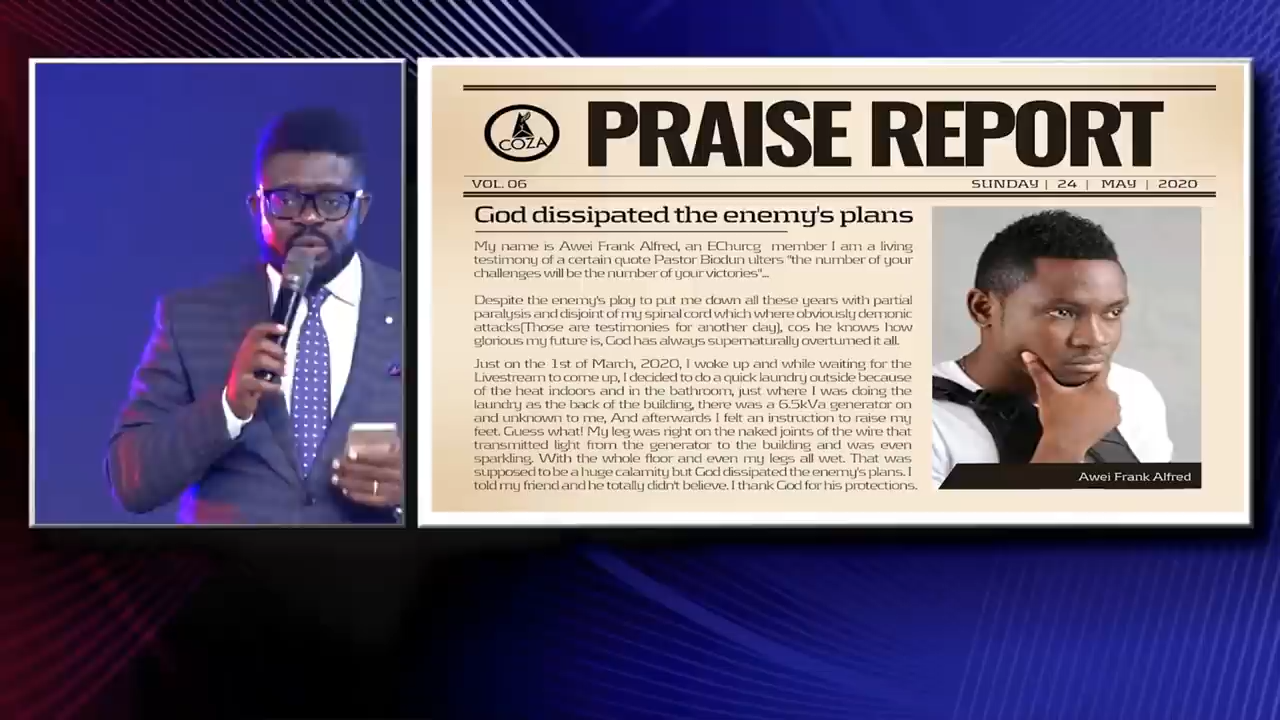 COZA
PRAISE REPORT
VOL. 06
SUNDAY | 24 | MAY | 2020
God dissipated the enemy's plans
My name is Awei Frank Alfred, an EChurcg member I am a living
testimony of a certain quote Pastor Biodun ulters "the number of your
challenges will be the number of your victories"...
Despite the enemy's ploy to put me down all these years with partial
paralysis and disjoint of my spinal cord which where obviously demonic
attacks(Those are testimonies for another day), cos he knows how
glorious my future is, God has always supernaturally overturned it all.
Just on the 1st of March, 2020, I woke up and while waiting for the
Livestream to come up, I decided to do a quick laundry outside because
of the heat indoors and in the bathroom, just where I was doing the
laundry as the back of the building, there was a 6.5kVa generator on
and unknown to me, And afterwards I felt an instruction to raise my
feet. Guess what! My leg was right on the naked joints of the wire that
transmitted light from the generator to the building and was even
sparkling. With the whole floor and even my legs all wet. That was
supposed to be a huge calamity but God dissipated the enemy's plans. I
told my friend and he totally didn't believe. I thank God for his protections.
Awei Frank Alfred